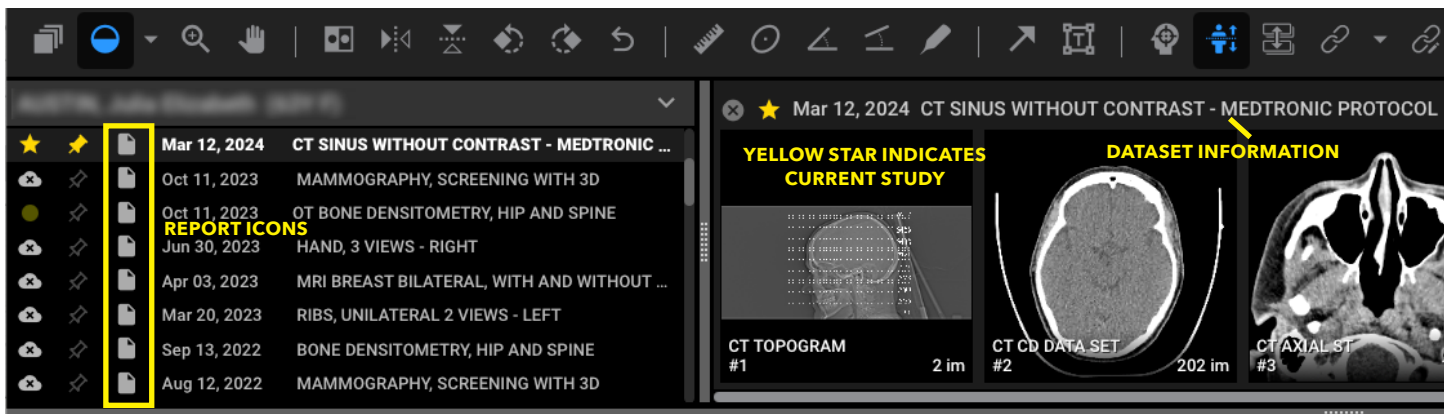 Mar 12, 2024 CT SINUS WITHOUT CONTRAST - MEDTRONIC ...
Oct 11, 2023 MAMMOGRAPHY, SCREENING WITH 3D
Oct 11, 2023 OT BONE DENSITOMETRY, HIP AND SPINE
REPORT ICONS
Jun 30, 2023 HAND, 3 VIEWS - RIGHT
Apr 03, 2023 MRI BREAST BILATERAL, WITH AND WITHOUT ...
Mar 20, 2023 RIBS, UNILATERAL 2 VIEWS - LEFT
Sep 13, 2022 BONE DENSITOMETRY, HIP AND SPINE
Aug 12, 2022 MAMMOGRAPHY, SCREENING WITH 3D
Mar 12, 2024 CT SINUS WITHOUT CONTRAST - MEDTRONIC PROTOCOL
YELLOW STAR INDICATES
CURRENT STUDY
DATASET INFORMATION
CT TOPOGRAM
#1 2 im
CT CD DATA SET
#2 202 im
CT AXIAL ST
#3